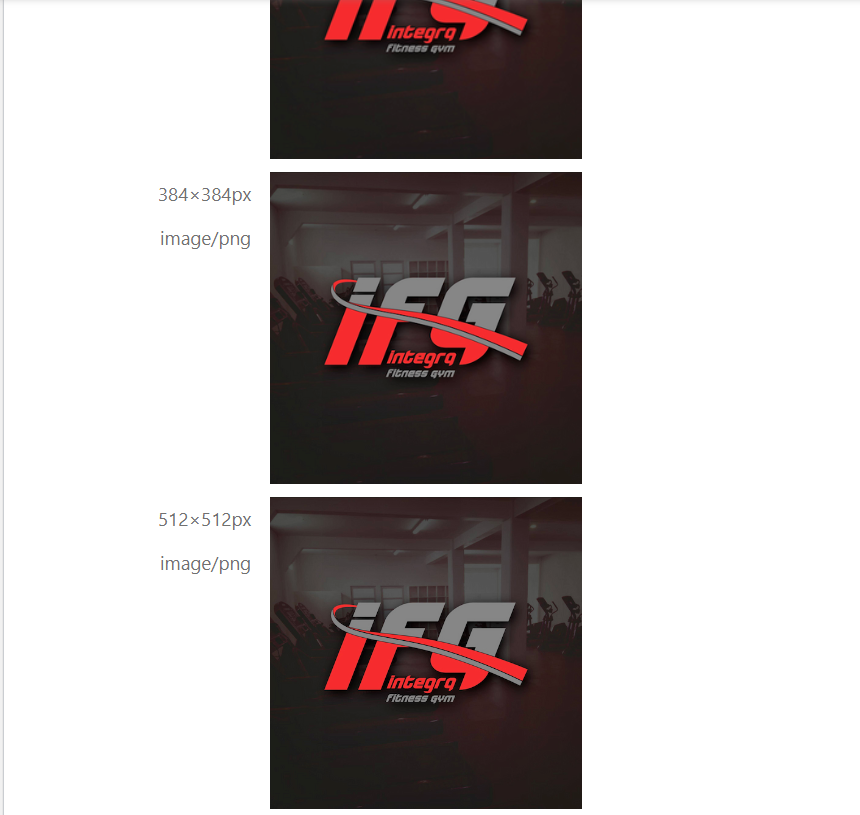 Integra
Fitness Gym
384×384px
image/png
IFG
Integra
Fitness Gym
512×512px
image/png
IFG
Integra
Fitness Gym